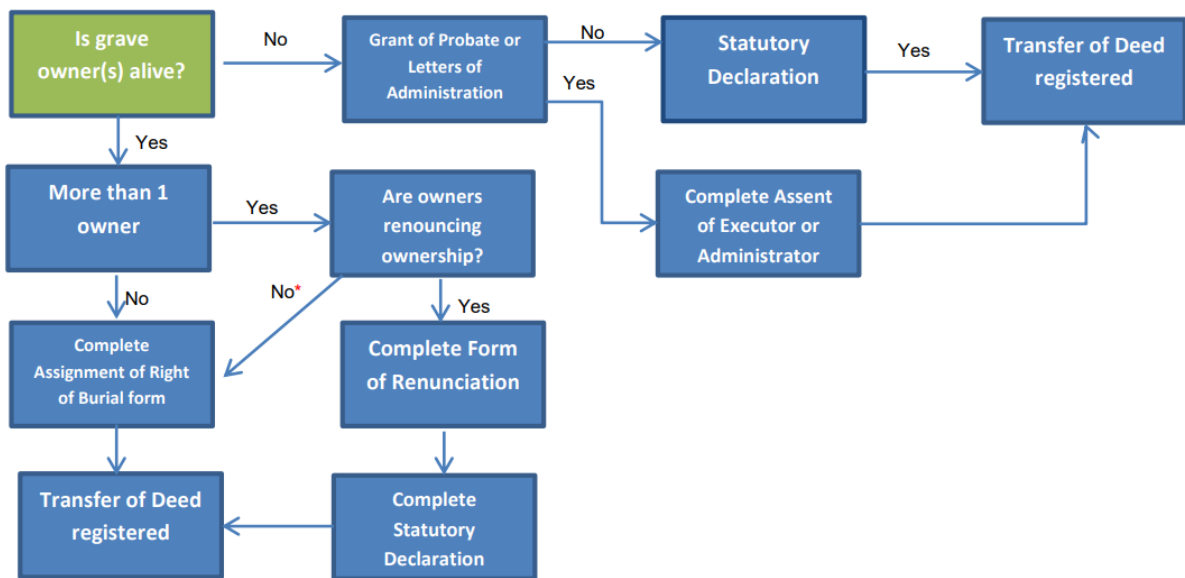 Is grave
owner(s) alive?
No
Grant of Probate or
Letters of
Administration
No
Yes
Statutory
Declaration
Yes
Transfer of Deed
registered
Yes
More than 1
owner
Yes
Are owners
renouncing
ownership?
Complete Assent
of Executor or
Administrator
No
No*
Yes
Complete
Assignment of Right
of Burial form
Complete Form
of Renunciation
Transfer of Deed
registered
Complete
Statutory
Declaration